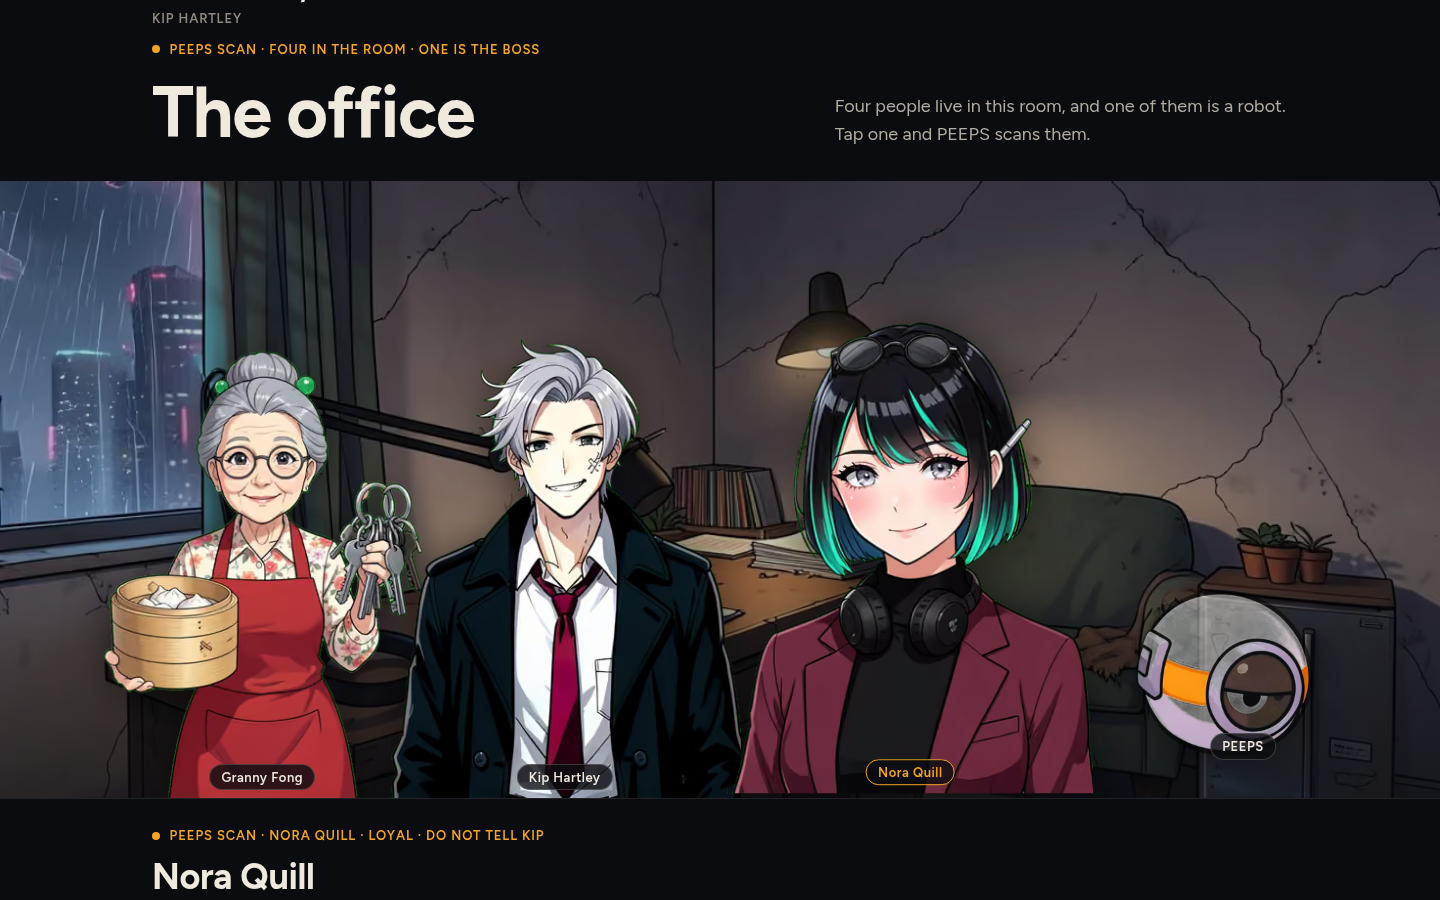 KIP HARTLEY
PEEPS SCAN · FOUR IN THE ROOM · ONE IS THE BOSS
The office
Four people live in this room, and one of them is a robot.
Tap one and PEEPS scans them.
Granny Fong
Kip Hartley
Nora Quill
PEEPS
PEEPS SCAN · NORA QUILL · LOYAL · DO NOT TELL KIP
Nora Quill